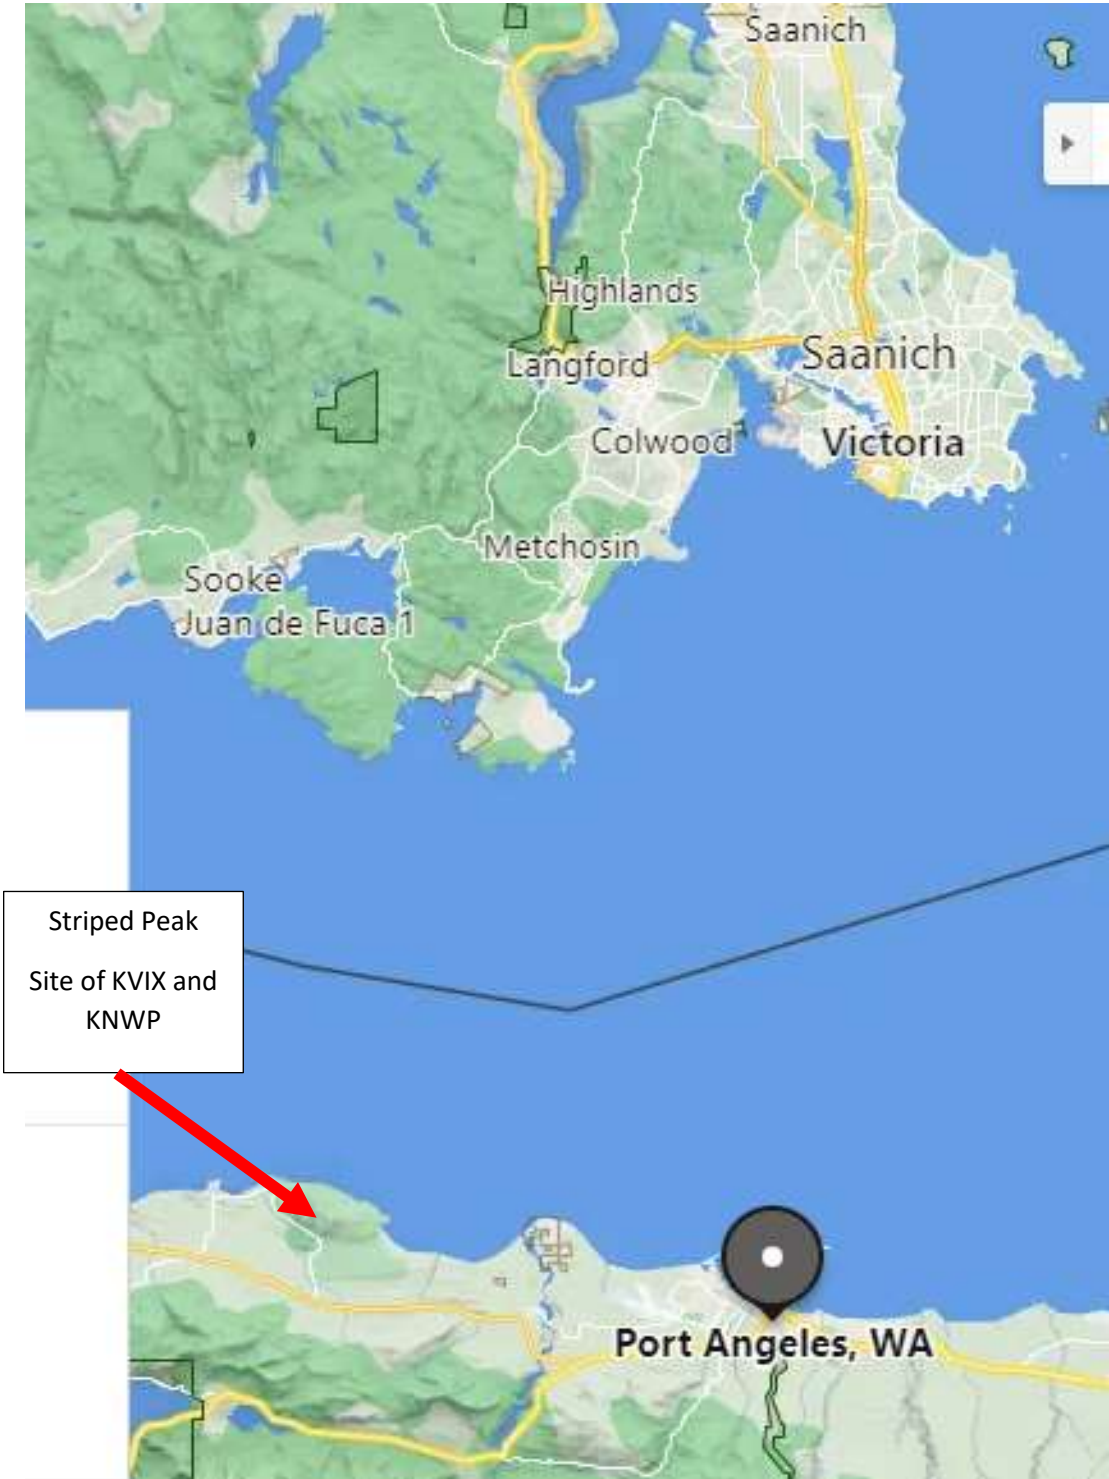 Saanich
Highlands
Langford
Saanich
Colwood
Victoria
Metchosin
Sooke
Juan de Fuca 1
Striped Peak
Site of KVIX and
KNWP
Port Angeles, WA